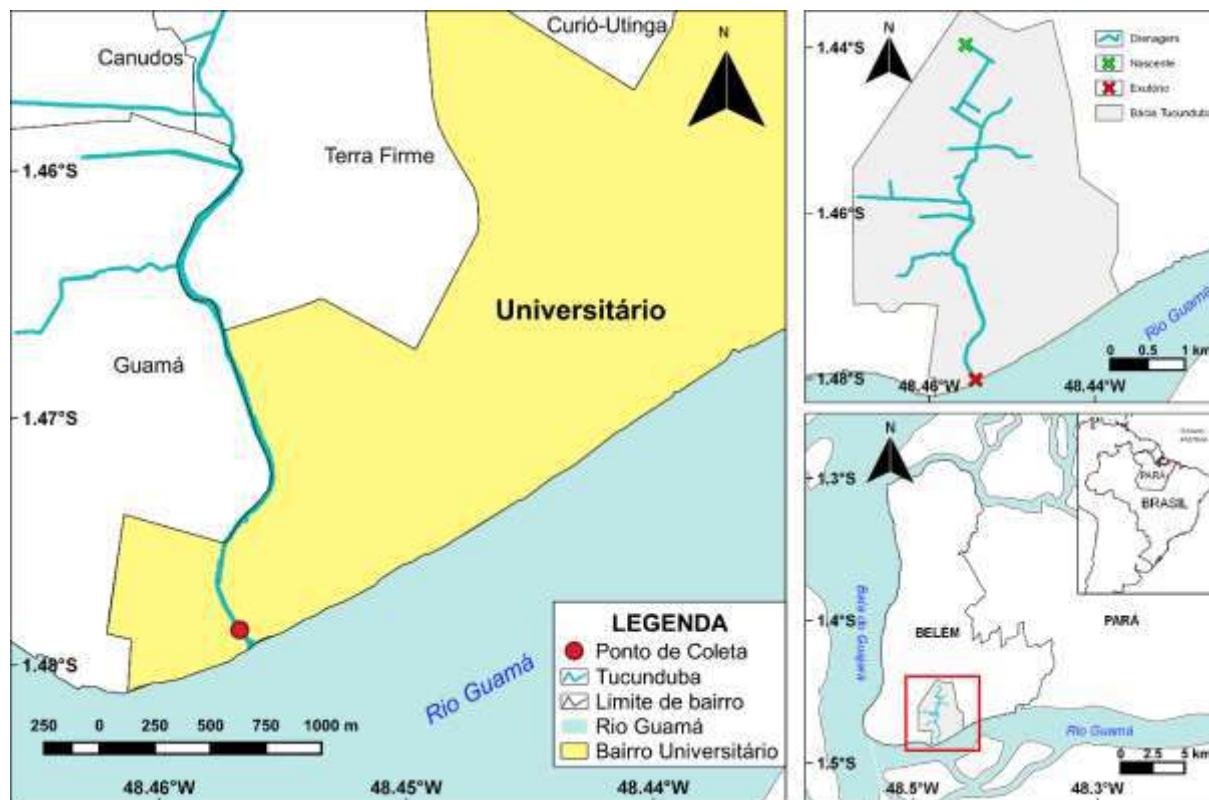 Curió-Utinga
Canudos
N
1.46°S
Terra Firme
Universitário
Guamá
1.47°S
1.48°S
Rio Guamá
LEGENDA
Ponto de Coleta
Tucunduba
Limite de bairro
Rio Guamá
Bairro Universitário
250 0 250 500 750 1000 m
48.46°W 48.45°W 48.44°W
1.44°S
N
Drenagem
Nascente
Exutório
Bacia Tucunduba
1.46°S
Rio Guamá
0 0.5 1 km
1.48°S
48.46°W 48.44°W
N
1.3°S
PARÁ
BRASIL
1.4°S
BELÉM
PARÁ
Baía do Guajará
Rio Guamá
0 2.5 5 km
1.5°S
48.5°W 48.3°W